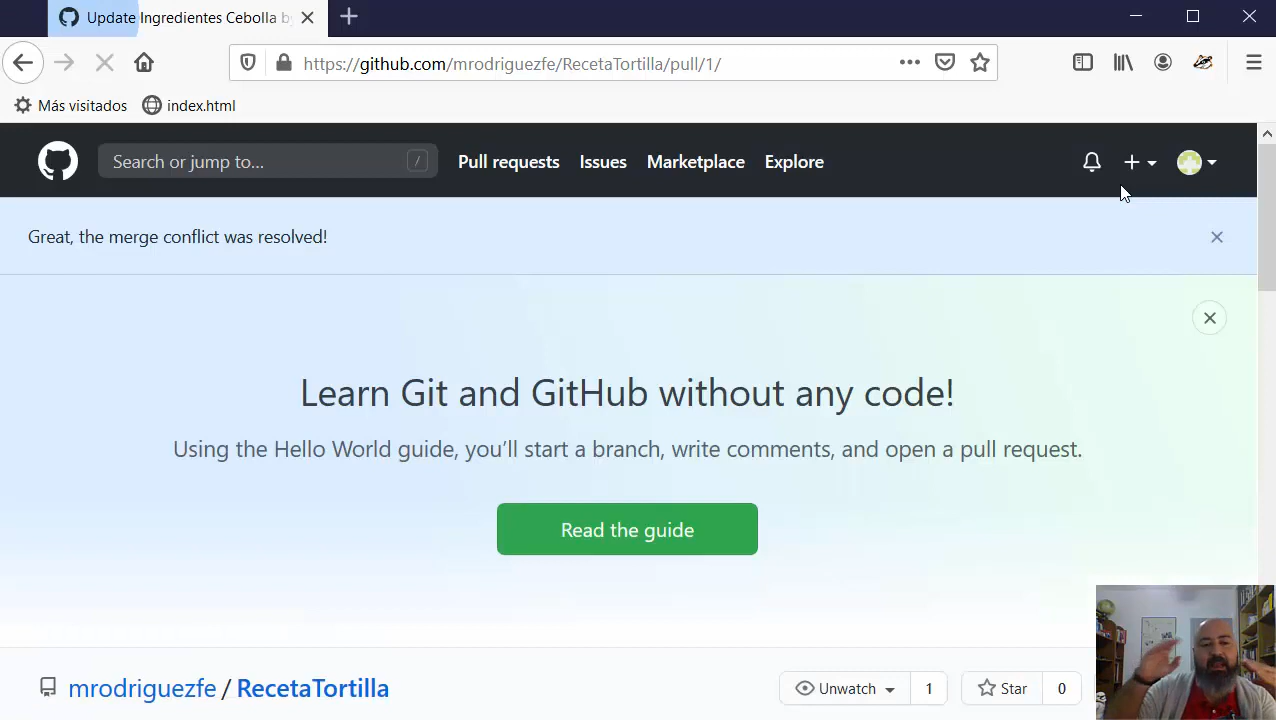 Update Ingredientes Cebolla by
https://github.com/mrodriguezfe/RecetaTortilla/pull/1/
Más visitados
index.html
Search or jump to...
/
Pull requests
Issues
Marketplace
Explore
Great, the merge conflict was resolved!
Learn Git and GitHub without any code!
Using the Hello World guide, you’ll start a branch, write comments, and open a pull request.
Read the guide
mrodriguezfe / RecetaTortilla
Unwatch
1
Star
0